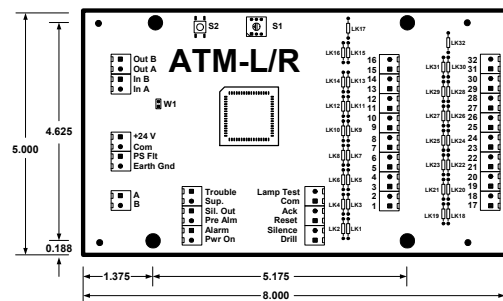 S2 S1
ATM-L/R
LK17
LK16 LK15
LK14 LK13
LK12 LK11
LK10 LK9
LK8 LK7
LK6 LK5
LK4 LK3
LK2 LK1
LK32
LK31 LK30
LK29 LK28
LK27 LK26
LK25 LK24
LK23 LK22
LK21 LK20
LK19 LK18
Out B
Out A
In B
In A
W1
+24 V
Com
PS Flt
Earth Gnd
A
B
Trouble
Sup.
Sil. Out
Pre Alm
Alarm
Pwr On
Lamp Test
Com
Ack
Reset
Silence
Drill
16
15
14
13
12
11
10
9
8
7
6
5
4
3
2
1
32
31
30
29
28
27
26
25
24
23
22
21
20
19
18
17
5.000
4.625
0.188
1.375
5.175
8.000